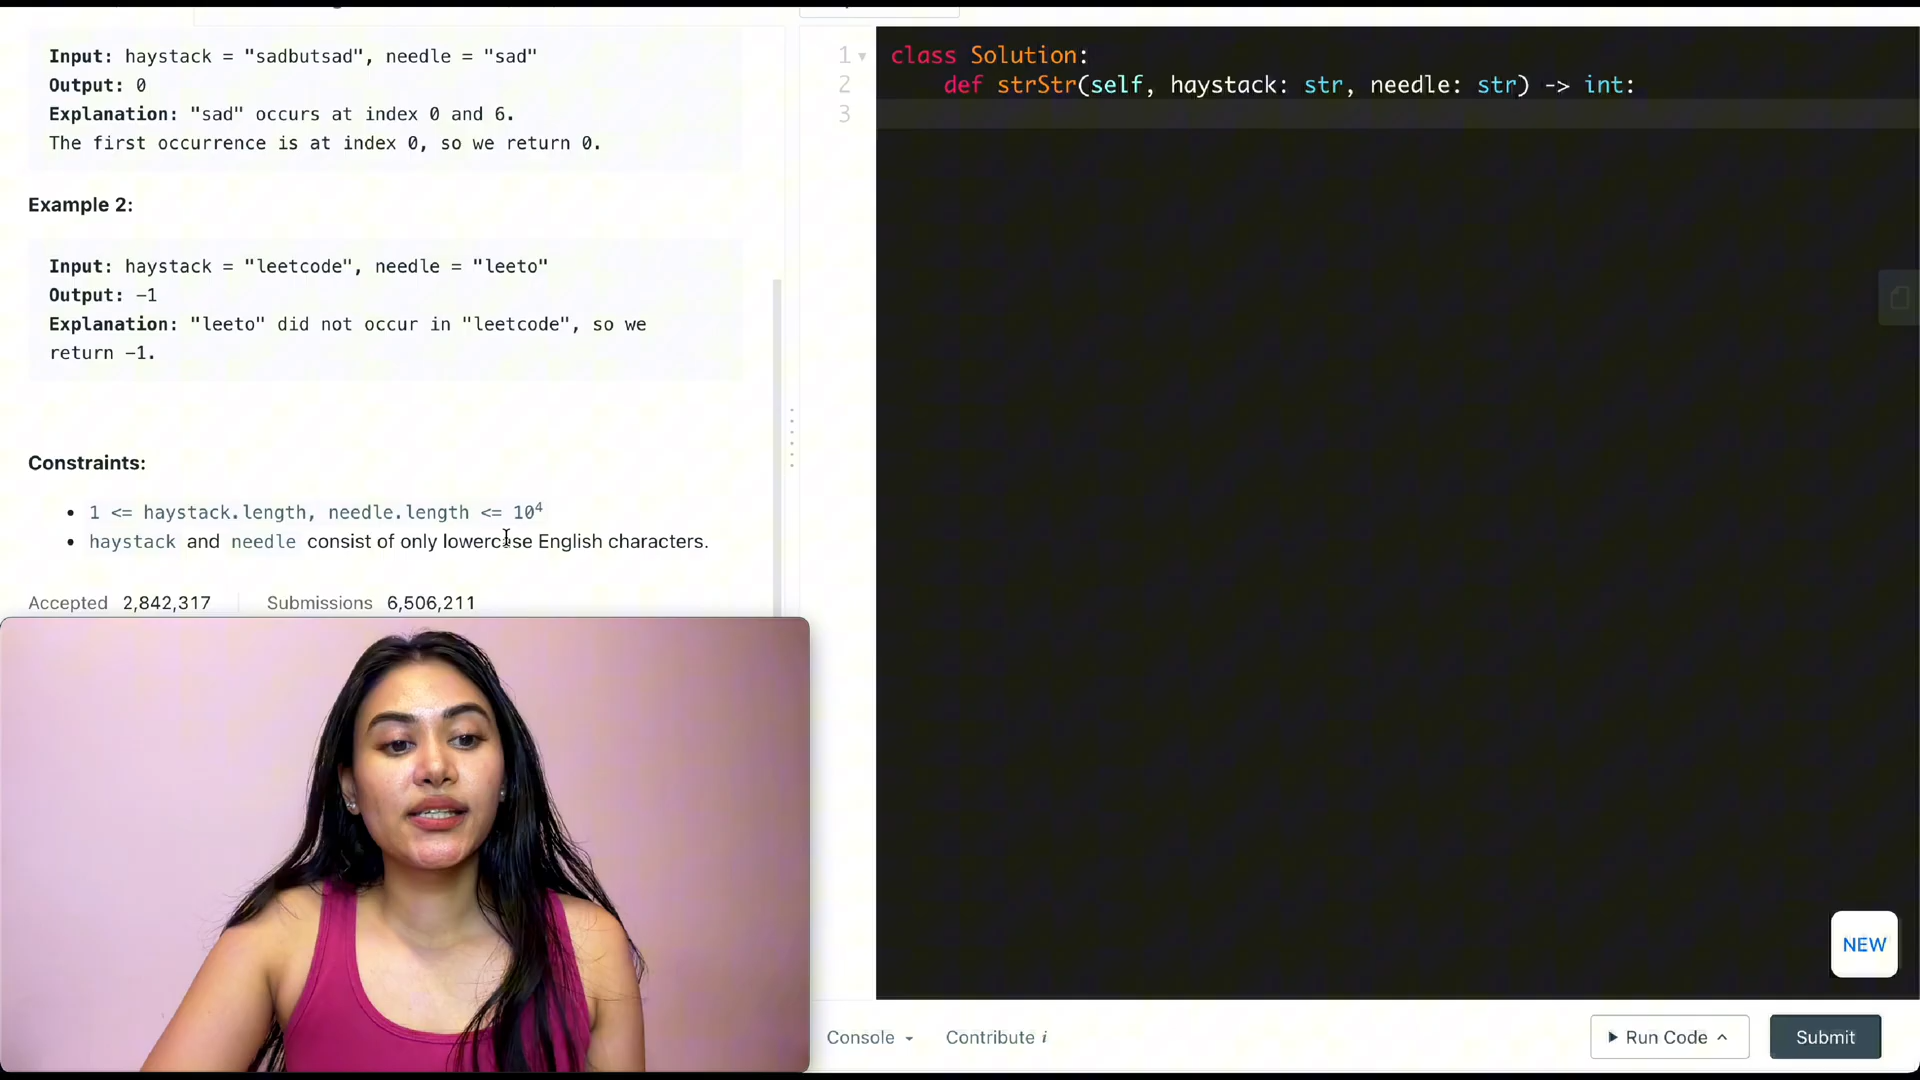 Input: haystack = "sadbutsad", needle = "sad"
Output: 0
Explanation: "sad" occurs at index 0 and 6.
The first occurrence is at index 0, so we return 0.
Example 2:
Input: haystack = "leetcode", needle = "leeto"
Output: -1
Explanation: "leeto" did not occur in "leetcode", so we
return -1.
Constraints:
• 1 <= haystack.length, needle.length <= 10⁴
• haystack and needle consist of only lowercase English characters.
Accepted 2,842,317 Submissions 6,506,211
1 class Solution:
2 def strStr(self, haystack: str, needle: str) -> int:
3
NEW
Console Contribute i
Run Code Submit